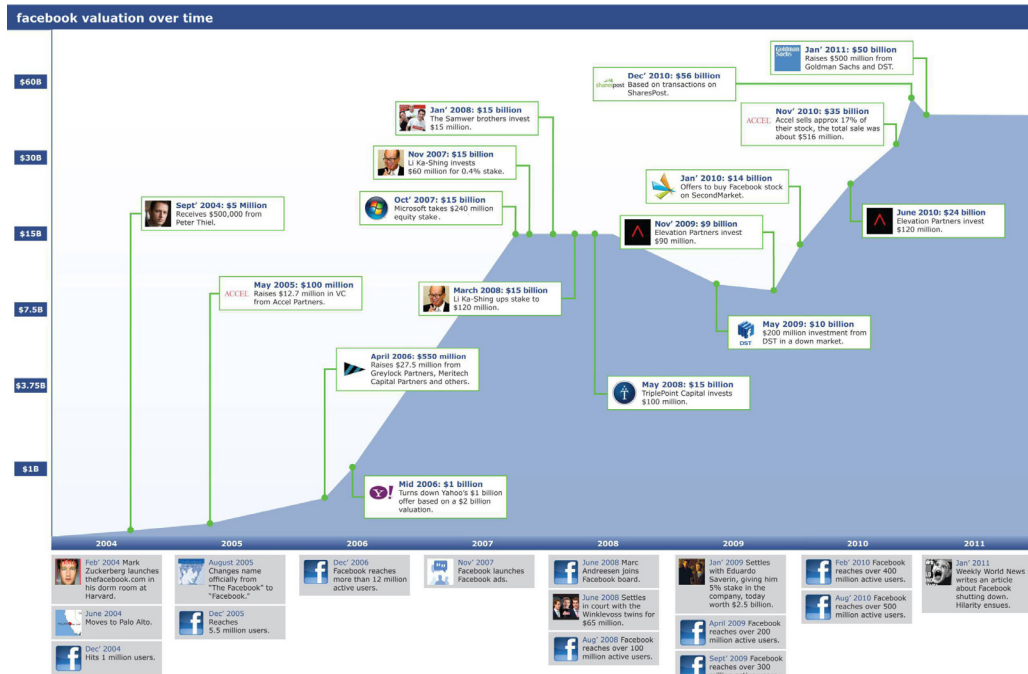 facebook valuation over time
$60B
$30B
$15B
$7.5B
$3.75B
$1B
Sept' 2004: $5 Million
Receives $500,000 from
Peter Thiel.
ACCEL
May 2005: $100 million
Raises $12.7 million in VC
from Accel Partners.
April 2006: $550 million
Raises $27.5 million from
Greylock Partners, Meritech
Capital Partners and others.
Y!
Mid 2006: $1 billion
Turns down Yahoo's $1 billion
offer based on a $2 billion
valuation.
Oct' 2007: $15 billion
Microsoft takes $240 million
equity stake.
Nov 2007: $15 billion
Li Ka-Shing invests
$60 million for 0.4% stake.
Jan' 2008: $15 billion
The Samwer brothers invest
$15 million.
March 2008: $15 billion
Li Ka-Shing ups stake to
$120 million.
May 2008: $15 billion
TriplePoint Capital invests
$100 million.
DST
May 2009: $10 billion
$200 million investment from
DST in a down market.
Nov' 2009: $9 billion
Elevation Partners invest
$90 million.
Jan' 2010: $14 billion
Offers to buy Facebook stock
on SecondMarket.
June 2010: $24 billion
Elevation Partners invest
$120 million.
ACCEL
Nov' 2010: $35 billion
Accel sells approx 17% of
their stock, the total sale was
about $516 million.
sharespost
Dec' 2010: $56 billion
Based on transactions on
SharesPost.
Goldman
Sachs
Jan' 2011: $50 billion
Raises $500 million from
Goldman Sachs and DST.
2004
2005
2006
2007
2008
2009
2010
2011
Feb' 2004 Mark
Zuckerberg launches
thefacebook.com in
his dorm room at
Harvard.
June 2004
Moves to Palo Alto.
Dec' 2004
Hits 1 million users.
August 2005
Changes name
officially from
"The Facebook" to
"Facebook."
Dec' 2005
Reaches
5.5 million users.
Dec' 2006
Facebook reaches
more than 12 million
active users.
Nov' 2007
Facebook launches
Facebook ads.
June 2008 Marc
Andreesen joins
Facebook board.
June 2008 Settles
in court with the
Winklevoss twins for
$65 million.
Aug' 2008 Facebook
reaches over 100
million active users.
Jan' 2009 Settles
with Eduardo
Saverin, giving him
5% stake in the
company, today
worth $2.5 billion.
April 2009 Facebook
reaches over 200
million active users.
Sept' 2009 Facebook
reaches over 300
Feb' 2010 Facebook
reaches over 400
million active users.
Aug' 2010 Facebook
reaches over 500
million active users.
Jan' 2011
Weekly World News
writes an article
about Facebook
shutting down.
Hilarity ensues.